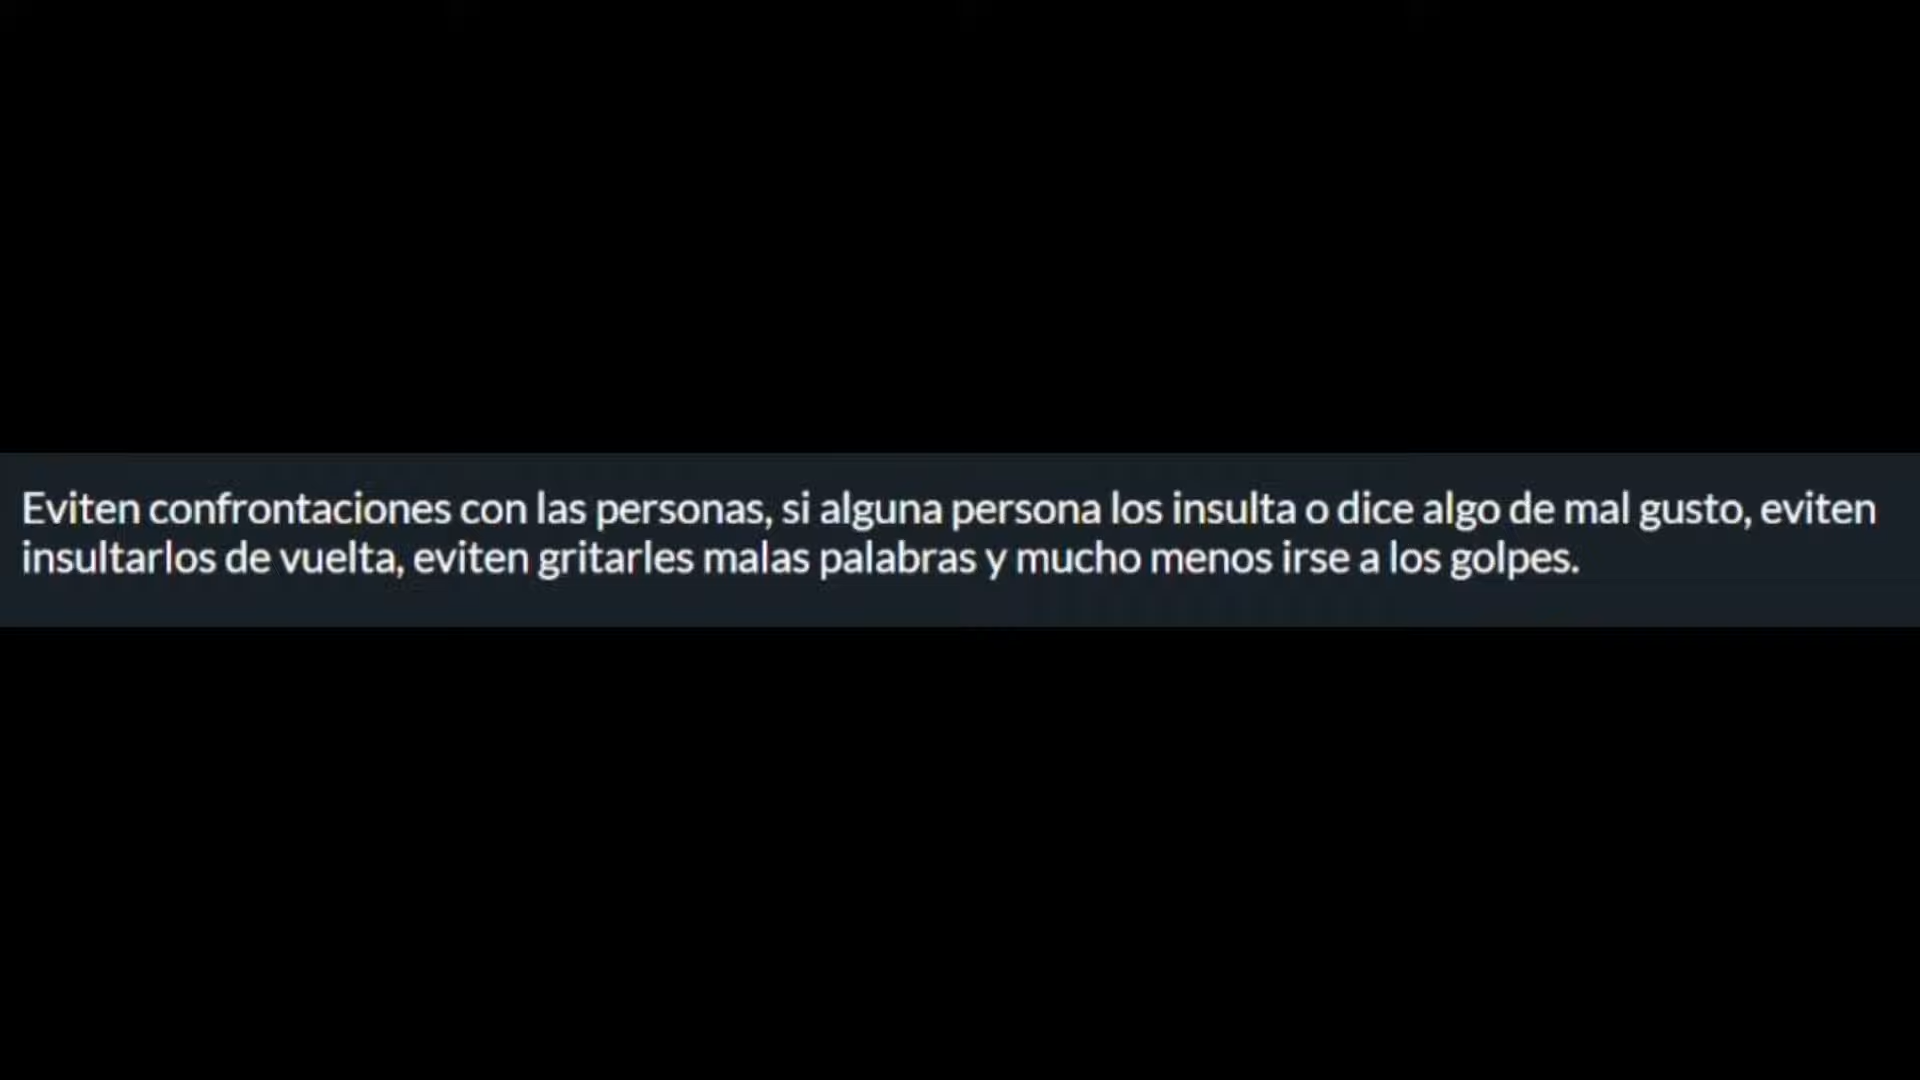 Eviten confrontaciones con las personas, si alguna persona los insulta o dice algo de mal gusto, eviten
insultarlos de vuelta, eviten gritarles malas palabras y mucho menos irse a los golpes.